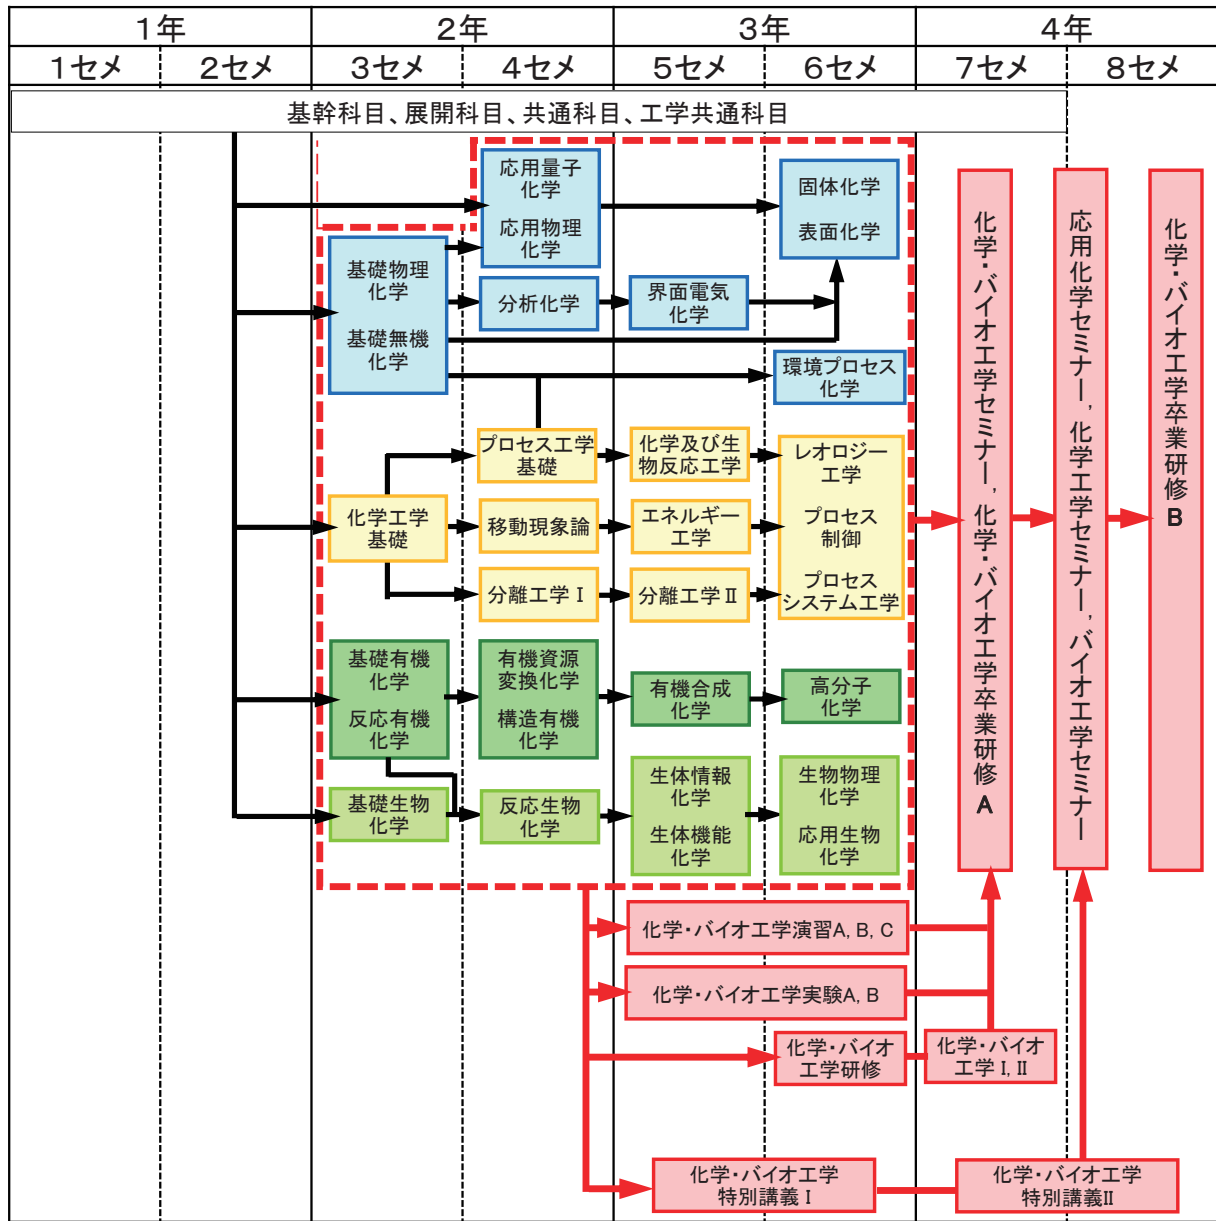 1年
2年
3年
4年
1セメ
2セメ
3セメ
4セメ
5セメ
6セメ
7セメ
8セメ
基幹科目、展開科目、共通科目、工学共通科目
応用量子
化学
応用物理
化学
固体化学
表面化学
基礎物理
化学
基礎無機
化学
分析化学
界面電気
化学
環境プロセス
化学
プロセス工学
基礎
化学及び生
物反応工学
レオロジー
工学
プロセス
制御
プロセス
システム工学
化学工学
基礎
移動現象論
エネルギー
工学
分離工学 I
分離工学 II
基礎有機
化学
反応有機
化学
有機資源
変換化学
構造有機
化学
有機合成
化学
高分子
化学
基礎生物
化学
反応生物
化学
生体情報
化学
生体機能
化学
生物物理
化学
応用生物
化学
化学・バイオ工学セミナー, 化学・バイオ工学卒業研修A
応用化学セミナー, 化学工学セミナー, バイオ工学セミナー
化学・バイオ工学卒業研修B
化学・バイオ工学演習A, B, C
化学・バイオ工学実験A, B
化学・バイオ
工学研修
化学・バイオ
工学 I, II
化学・バイオ工学
特別講義 I
化学・バイオ工学
特別講義II